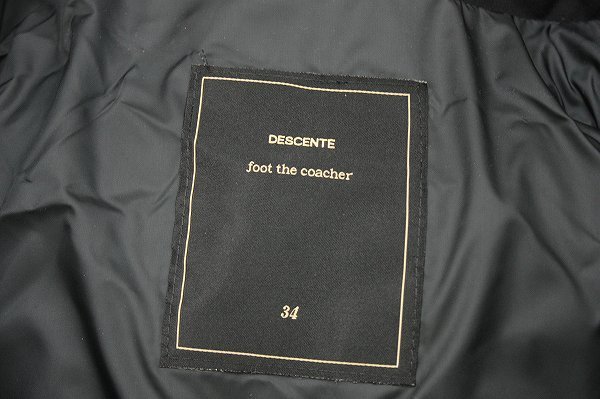 DESCENTE
foot the coacher
34